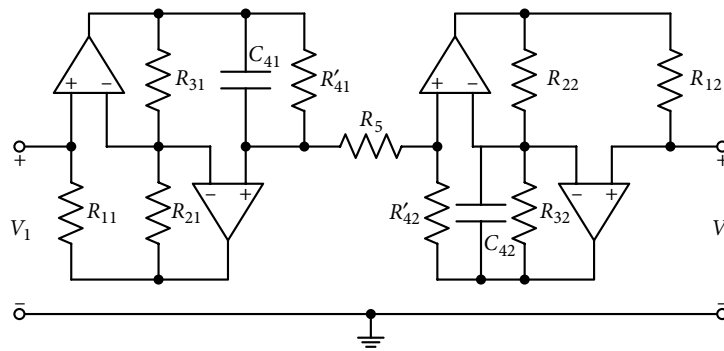 C41
R31
R′41
R22
R12
+ −
+ −
R5
+
+
− +
− +
R11
R21
R′42
R32
V1
C42
V
−
−